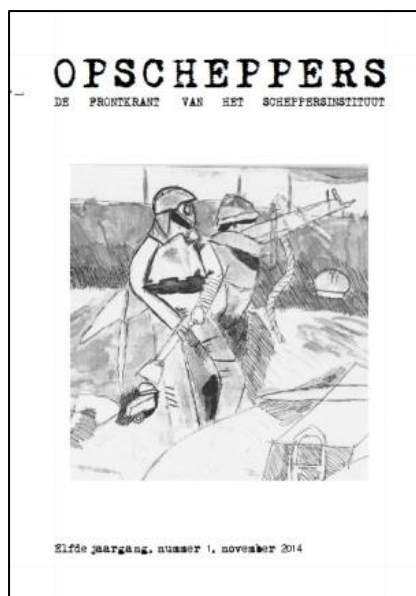 OPSCHEPPERS
DE FRONTKRANT VAN HET SCHEPPERSINSTITUUT
Elfde jaargang, nummer 1, november 2014